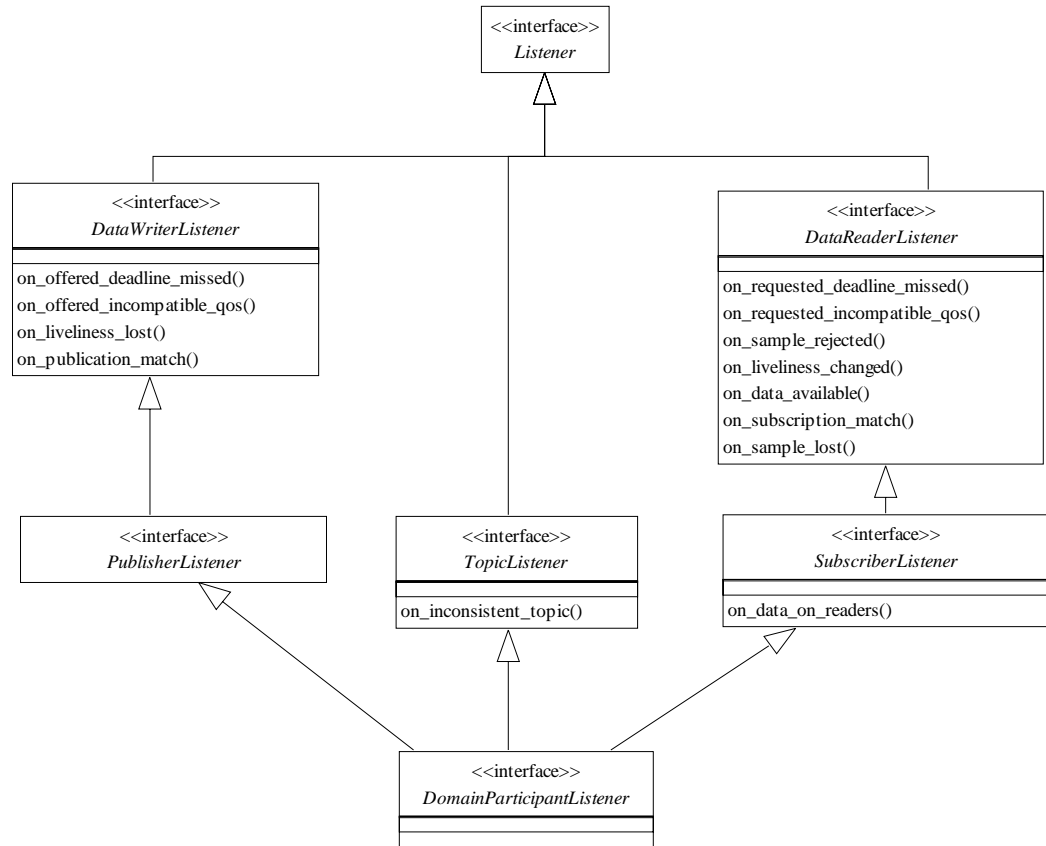 <<interface>>
Listener
<<interface>>
DataWriterListener
on_offered_deadline_missed()
on_offered_incompatible_qos()
on_liveliness_lost()
on_publication_match()
<<interface>>
DataReaderListener
on_requested_deadline_missed()
on_requested_incompatible_qos()
on_sample_rejected()
on_liveliness_changed()
on_data_available()
on_subscription_match()
on_sample_lost()
<<interface>>
PublisherListener
<<interface>>
TopicListener
on_inconsistent_topic()
<<interface>>
SubscriberListener
on_data_on_readers()
<<interface>>
DomainParticipantListener